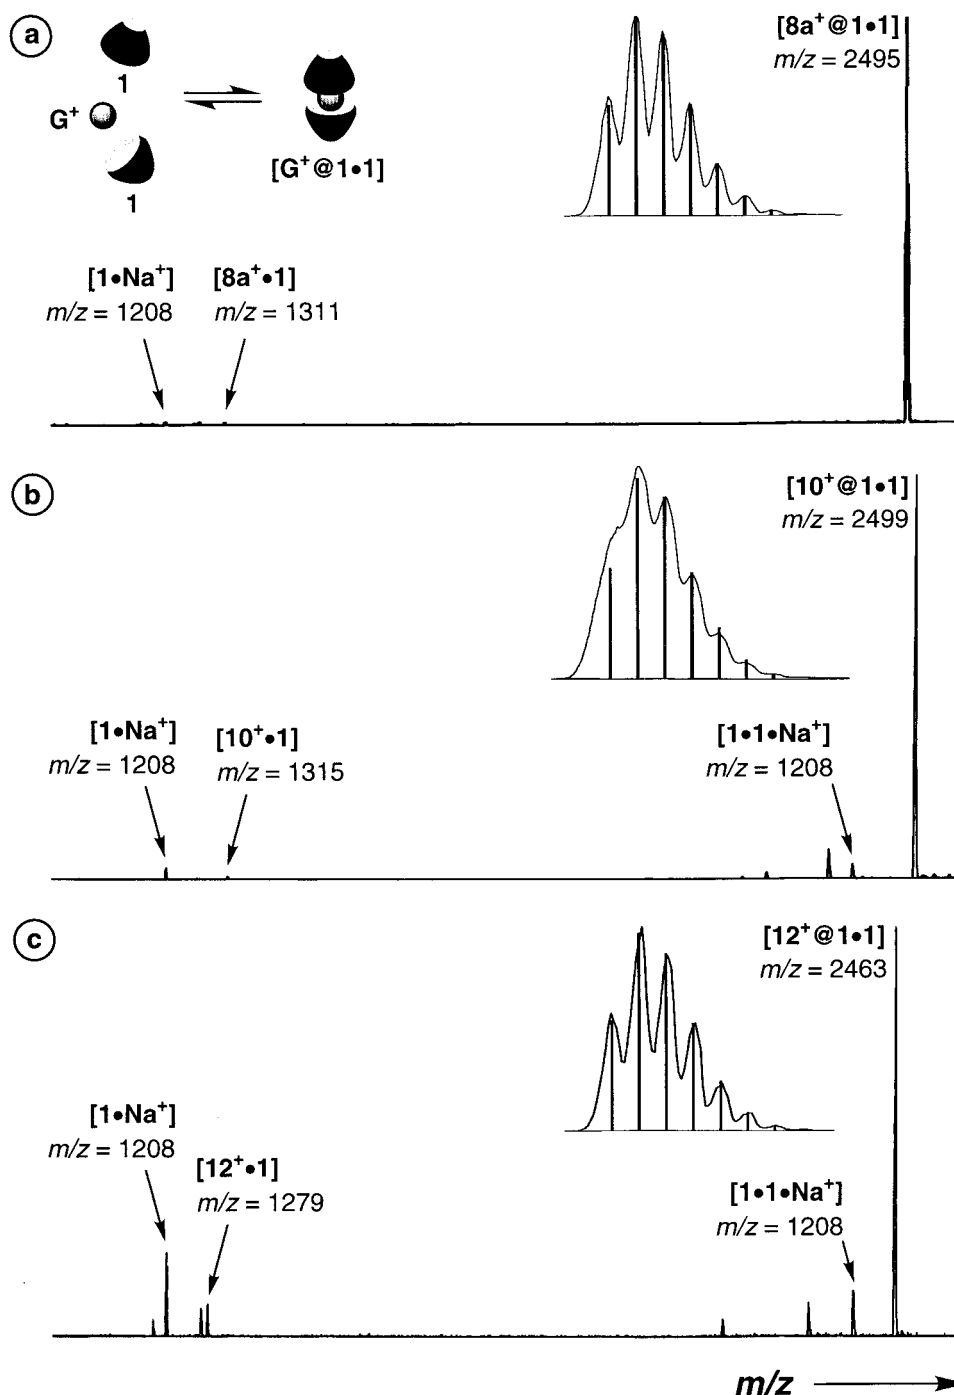 a
1
G⁺
1
[G⁺@1•1]
[8a⁺@1•1]
m/z = 2495
[1•Na⁺]
m/z = 1208
[8a⁺•1]
m/z = 1311
b
[10⁺@1•1]
m/z = 2499
[1•Na⁺]
m/z = 1208
[10⁺•1]
m/z = 1315
[1•1•Na⁺]
m/z = 1208
c
[12⁺@1•1]
m/z = 2463
[1•Na⁺]
m/z = 1208
[12⁺•1]
m/z = 1279
[1•1•Na⁺]
m/z = 1208
m/z